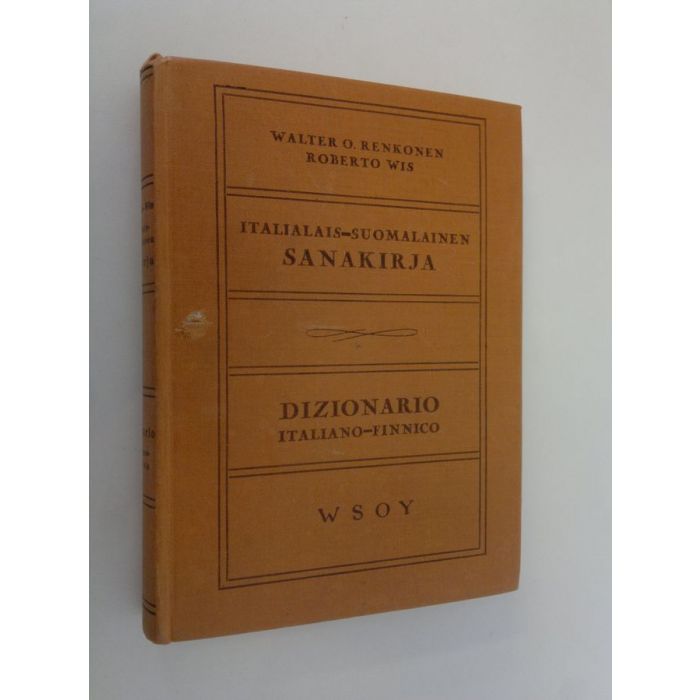 WALTER O. RENKONEN
ROBERTO WIS
ITALIALAIS-SUOMALAINEN
SANAKIRJA
DIZIONARIO
ITALIANO-FINNICO
WSOY